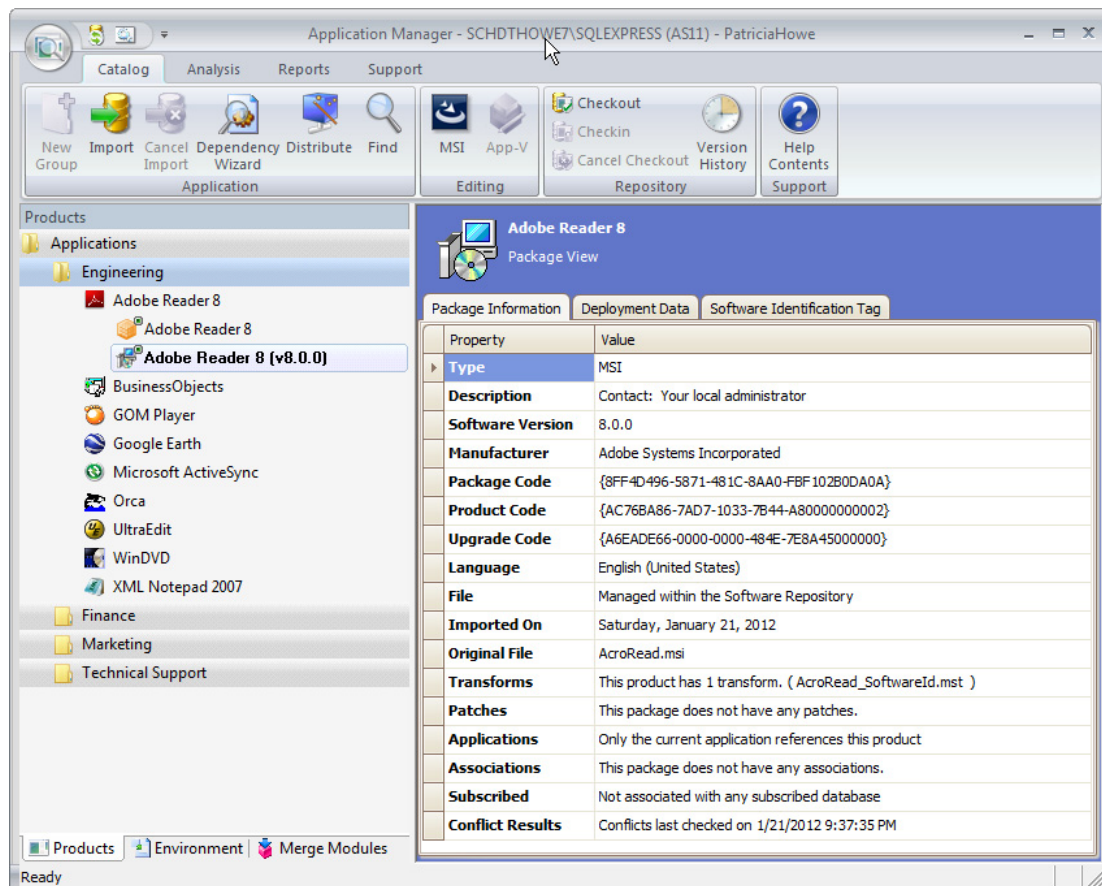 Application Manager - SCHDTHOWE7\SQLEXPRESS (AS11) - PatriciaHowe
Catalog Analysis Reports Support
New Group
Import
Cancel Import
Dependency Wizard
Distribute
Find
Application
MSI
App-V
Editing
Checkout
Checkin
Cancel Checkout
Version History
Repository
Help Contents
Support
Products
Applications
Engineering
Adobe Reader 8
Adobe Reader 8
Adobe Reader 8 (v8.0.0)
BusinessObjects
GOM Player
Google Earth
Microsoft ActiveSync
Orca
UltraEdit
WinDVD
XML Notepad 2007
Finance
Marketing
Technical Support
Products Environment Merge Modules
Adobe Reader 8
Package View
Package Information Deployment Data Software Identification Tag
Property Value
Type MSI
Description Contact: Your local administrator
Software Version 8.0.0
Manufacturer Adobe Systems Incorporated
Package Code {8FF4D496-5871-481C-8AA0-FBF102B0DA0A}
Product Code {AC76BA86-7AD7-1033-7B44-A80000000002}
Upgrade Code {A6EADE66-0000-0000-484E-7E8A45000000}
Language English (United States)
File Managed within the Software Repository
Imported On Saturday, January 21, 2012
Original File AcroRead.msi
Transforms This product has 1 transform. ( AcroRead_SoftwareId.mst )
Patches This package does not have any patches.
Applications Only the current application references this product
Associations This package does not have any associations.
Subscribed Not associated with any subscribed database
Conflict Results Conflicts last checked on 1/21/2012 9:37:35 PM
Ready